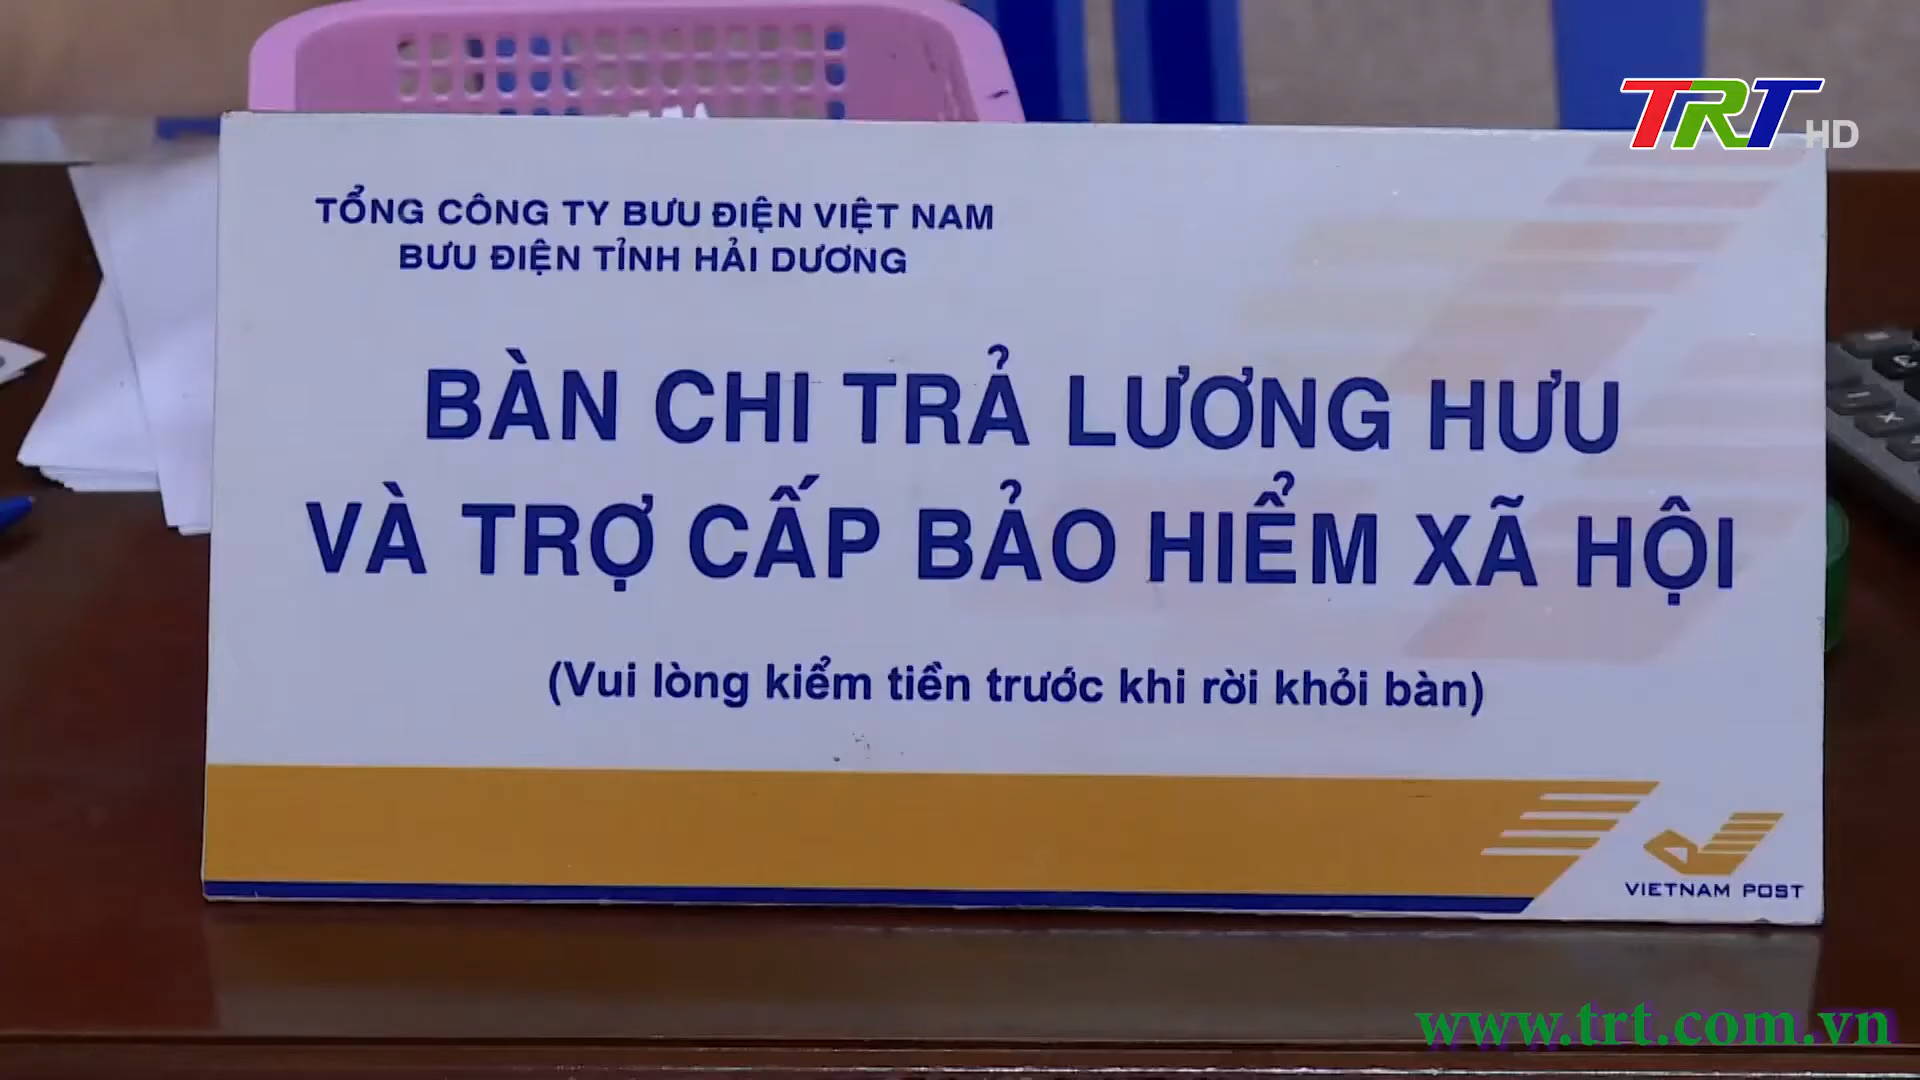 TRT HD
TỔNG CÔNG TY BƯU ĐIỆN VIỆT NAM
BƯU ĐIỆN TỈNH HẢI DƯƠNG
BÀN CHI TRẢ LƯƠNG HƯU
VÀ TRỢ CẤP BẢO HIỂM XÃ HỘI
(Vui lòng kiểm tiền trước khi rời khỏi bàn)
VIETNAM POST
www.trt.com.vn